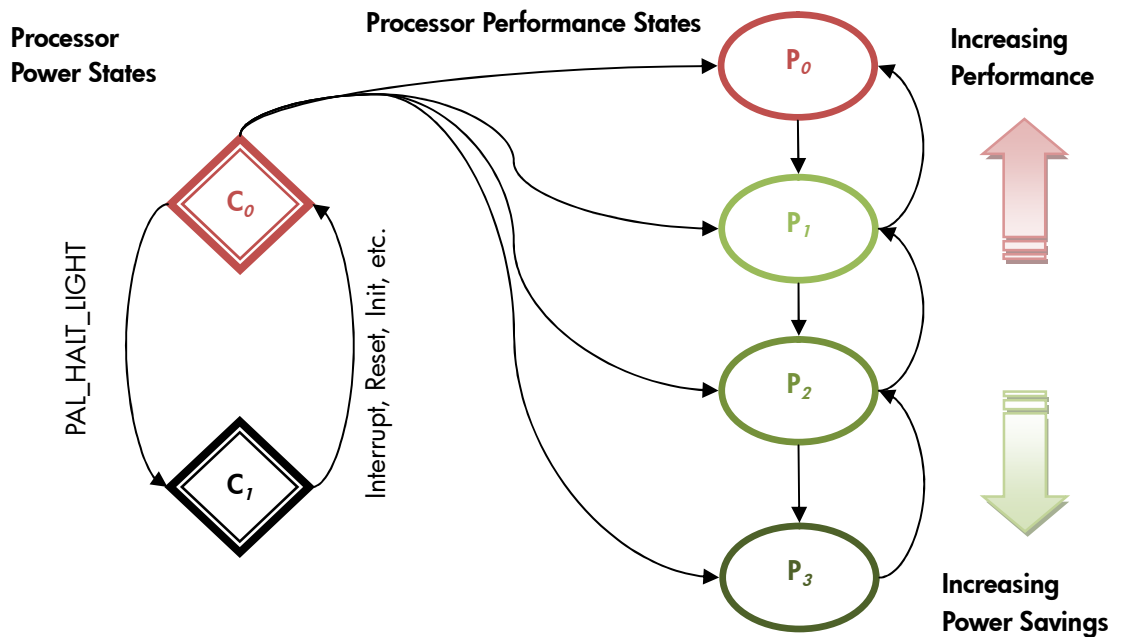 Processor
Power States
Processor Performance States
Increasing
Performance
P0
C0
P1
PAL_HALT_LIGHT
Interrupt, Reset, Init, etc.
P2
C1
P3
Increasing
Power Savings